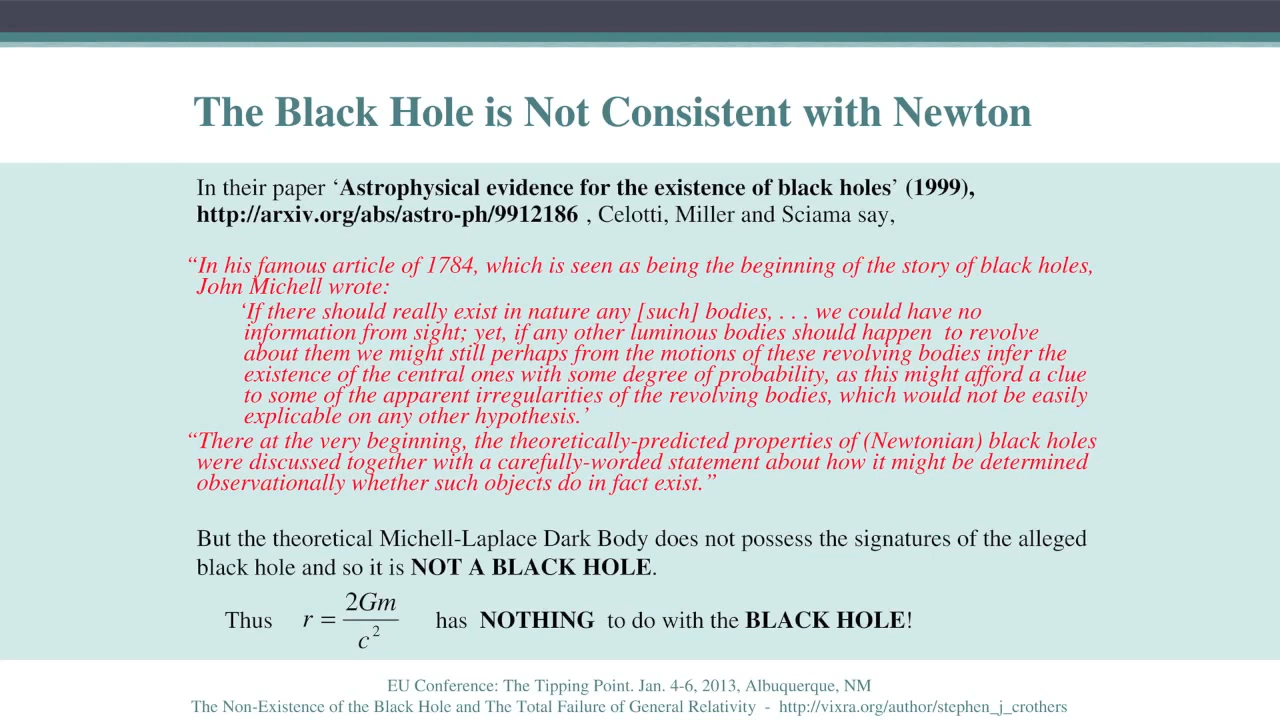 The Black Hole is Not Consistent with Newton
In their paper ‘Astrophysical evidence for the existence of black holes’ (1999),
http://arxiv.org/abs/astro-ph/9912186 , Celotti, Miller and Sciama say,
“In his famous article of 1784, which is seen as being the beginning of the story of black holes,
John Michell wrote:
‘If there should really exist in nature any [such] bodies, . . . we could have no
information from sight; yet, if any other luminous bodies should happen to revolve
about them we might still perhaps from the motions of these revolving bodies infer the
existence of the central ones with some degree of probability, as this might afford a clue
to some of the apparent irregularities of the revolving bodies, which would not be easily
explicable on any other hypothesis.’
“There at the very beginning, the theoretically-predicted properties of (Newtonian) black holes
were discussed together with a carefully-worded statement about how it might be determined
observationally whether such objects do in fact exist.”
But the theoretical Michell-Laplace Dark Body does not possess the signatures of the alleged
black hole and so it is NOT A BLACK HOLE.
Thus r = 2Gm / c² has NOTHING to do with the BLACK HOLE!
EU Conference: The Tipping Point. Jan. 4-6, 2013, Albuquerque, NM
The Non-Existence of the Black Hole and The Total Failure of General Relativity - http://vixra.org/author/stephen_j_crothers